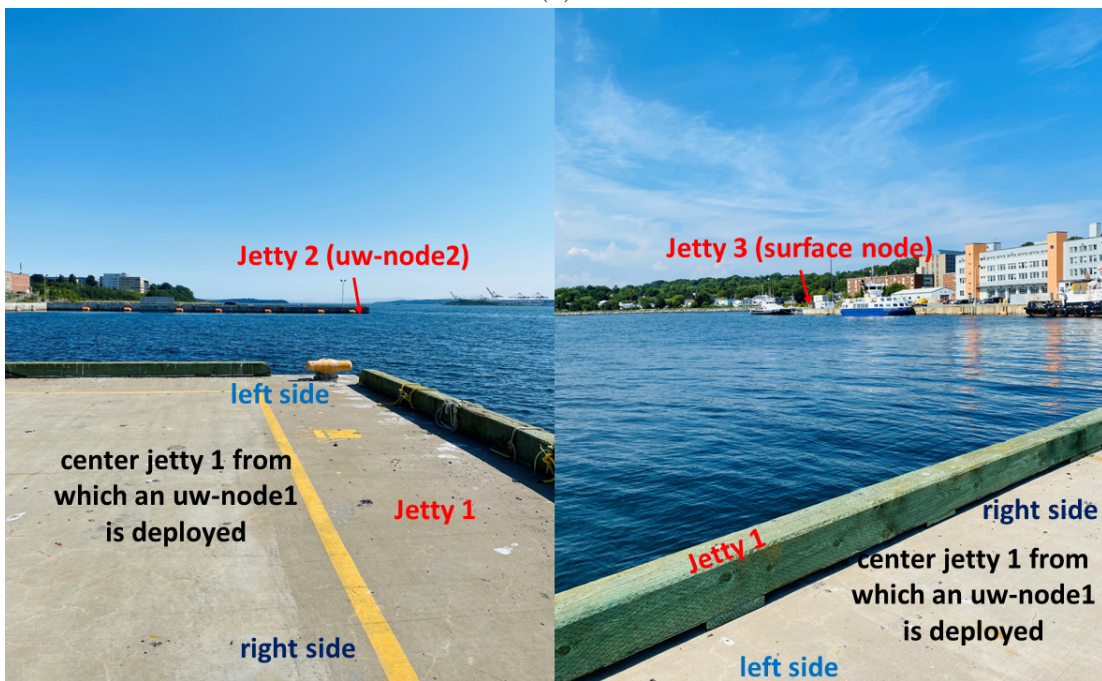 Jetty 2 (uw-node2)
left side
center jetty 1 from
which an uw-node1
is deployed
Jetty 1
right side
Jetty 3 (surface node)
Jetty 1
right side
center jetty 1 from
which an uw-node1
is deployed
left side